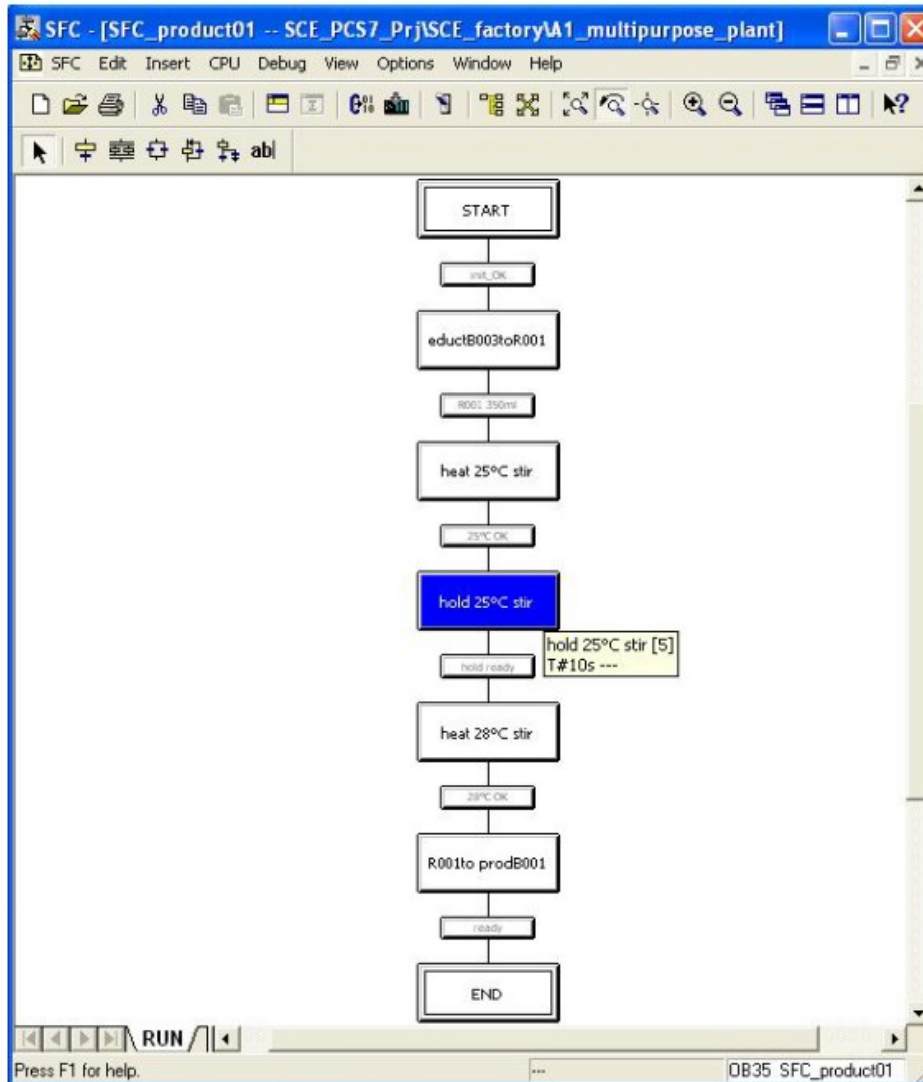 SFC - [SFC_product01 -- SCE_PCS7_Prj\SCE_factory\A1_multipurpose_plant]
SFC Edit Insert CPU Debug View Options Window Help
abl
START
init_OK
eductB003toR001
R001 350ml
heat 25°C stir
25°C OK
hold 25°C stir
hold 25°C stir [5]
T#10s ---
hold ready
heat 28°C stir
28°C OK
R001to prodB001
ready
END
RUN
Press F1 for help.
---
OB35 SFC_product01